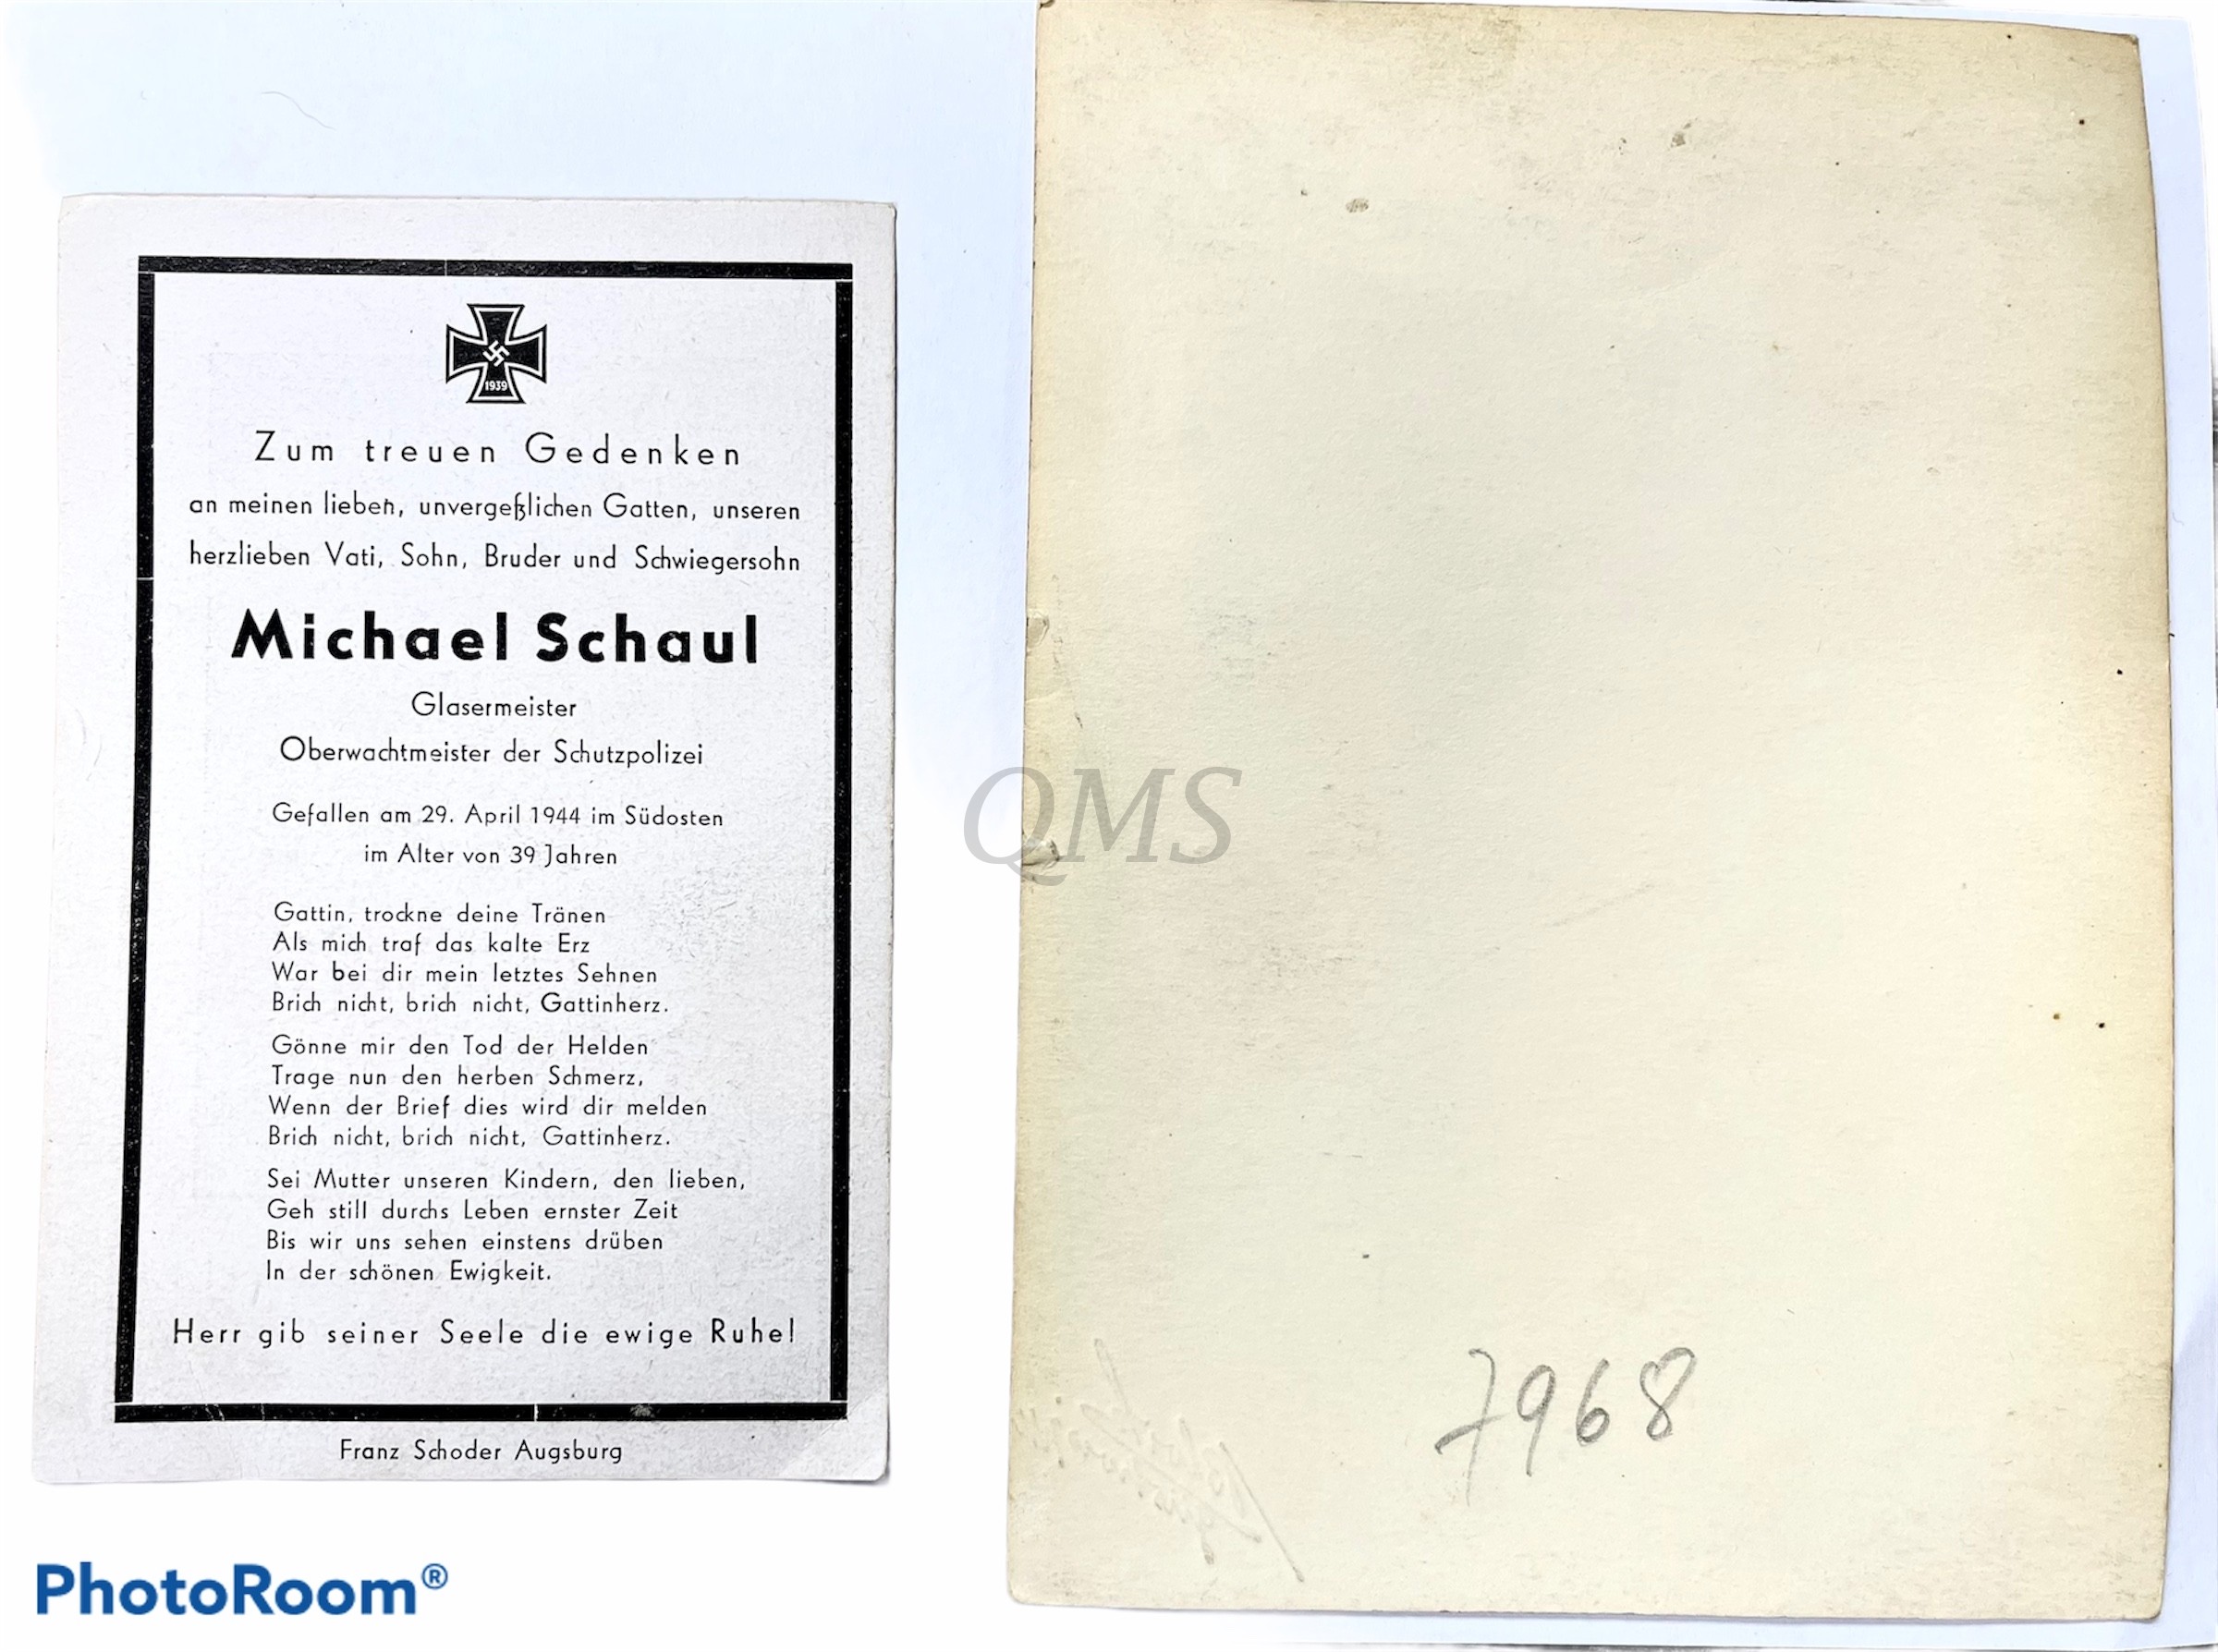 1939
Zum treuen Gedenken
an meinen lieben, unvergeßlichen Gatten, unseren
herzlieben Vati, Sohn, Bruder und Schwiegersohn
Michael Schaul
Glasermeister
Oberwachtmeister der Schutzpolizei
Gefallen am 29. April 1944 im Südosten
im Alter von 39 Jahren
Gattin, trockne deine Tränen
Als mich traf das kalte Erz
War bei dir mein letztes Sehnen
Brich nicht, brich nicht, Gattinherz.
Gönne mir den Tod der Helden
Trage nun den herben Schmerz,
Wenn der Brief dies wird dir melden
Brich nicht, brich nicht, Gattinherz.
Sei Mutter unseren Kindern, den lieben,
Geh still durchs Leben ernster Zeit
Bis wir uns sehen einstens drüben
In der schönen Ewigkeit.
Herr gib seiner Seele die ewige Ruhe!
Franz Schoder Augsburg
PhotoRoom®
QMS
7968